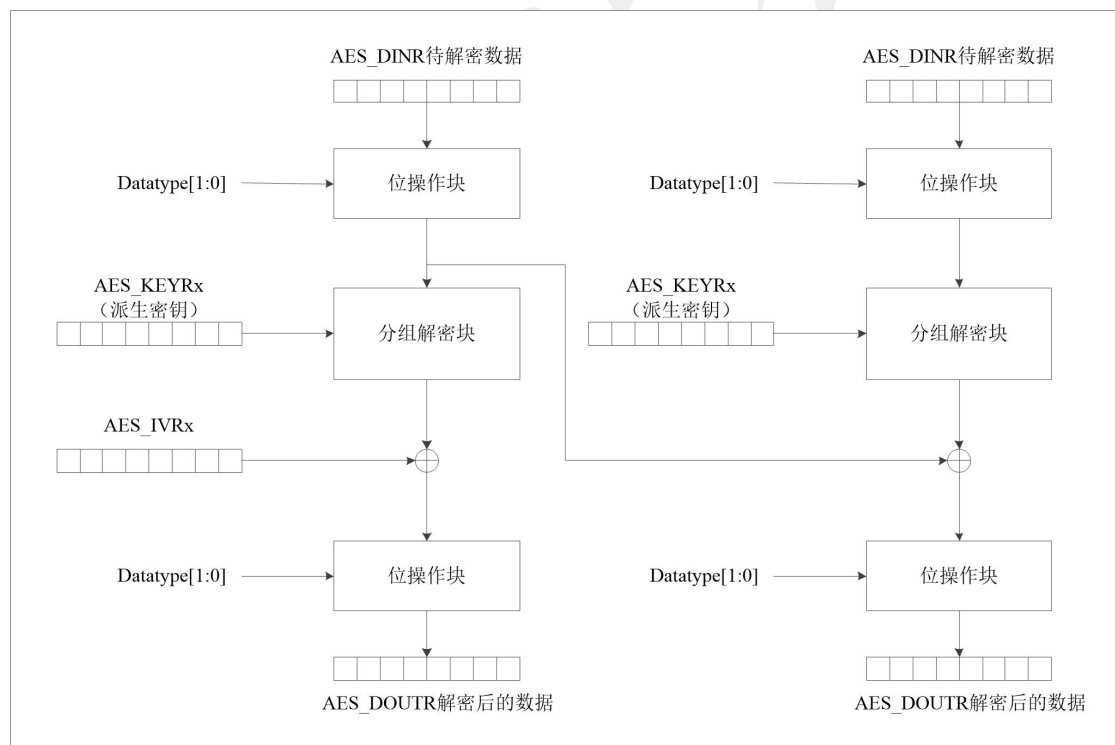 AES_DINR待解密数据
AES_DINR待解密数据
Datatype[1:0]
位操作块
Datatype[1:0]
位操作块
AES_KEYRx
（派生密钥）
分组解密块
AES_KEYRx
（派生密钥）
分组解密块
AES_IVRx
Datatype[1:0]
位操作块
Datatype[1:0]
位操作块
AES_DOUTR解密后的数据
AES_DOUTR解密后的数据